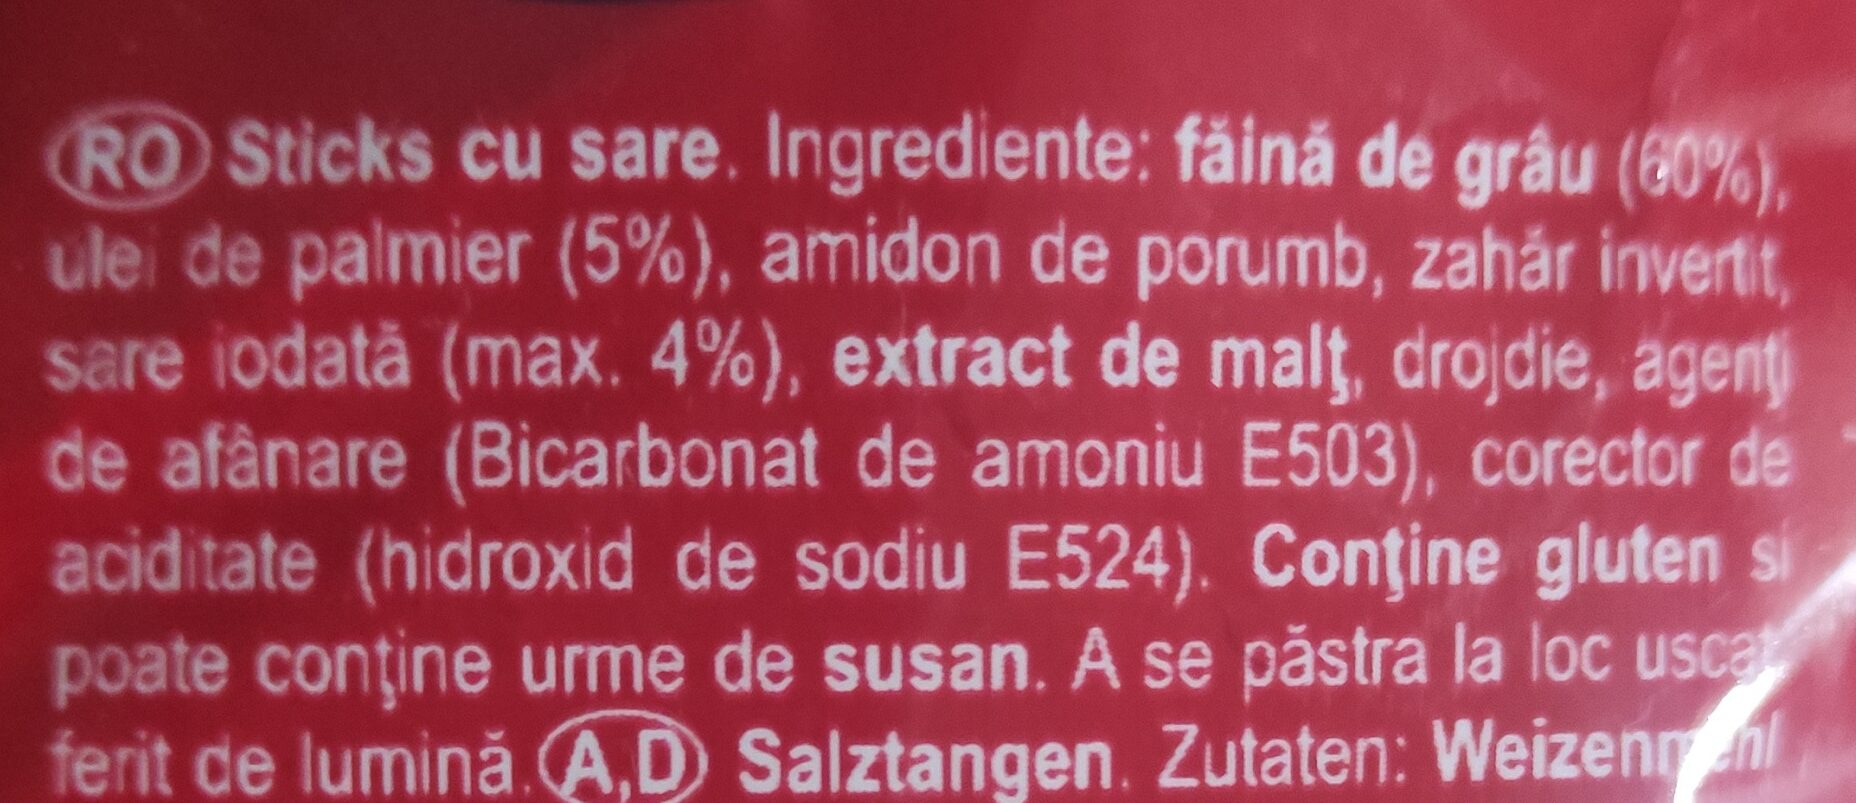 RO Sticks cu sare. Ingrediente: făină de grâu (60%),
ulei de palmier (5%), amidon de porumb, zahăr invertit,
sare iodată (max. 4%), extract de malţ, drojdie, agenţi
de afânare (Bicarbonat de amoniu E503), corector de
aciditate (hidroxid de sodiu E524). Conţine gluten si
poate conţine urme de susan. A se păstra la loc uscat
ferit de lumină. A,D Salztangen. Zutaten: Weizenmehl